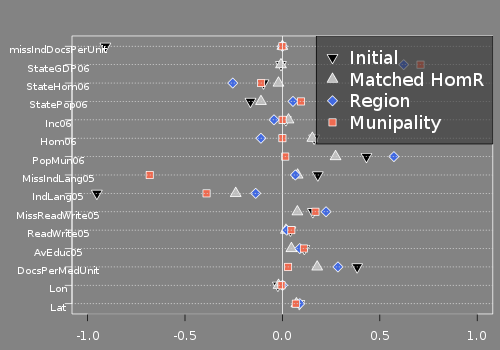 missIndDocsPerUnit
StateGDP06
StateHom06
StatePop06
Inc06
Hom06
PopMun06
MissIndLang05
IndLang05
MissReadWrite05
ReadWrite05
AvEduc05
DocsPerMedUnit
Lon
Lat
Initial
Matched HomR
Region
Munipality
-1.0
-0.5
0.0
0.5
1.0